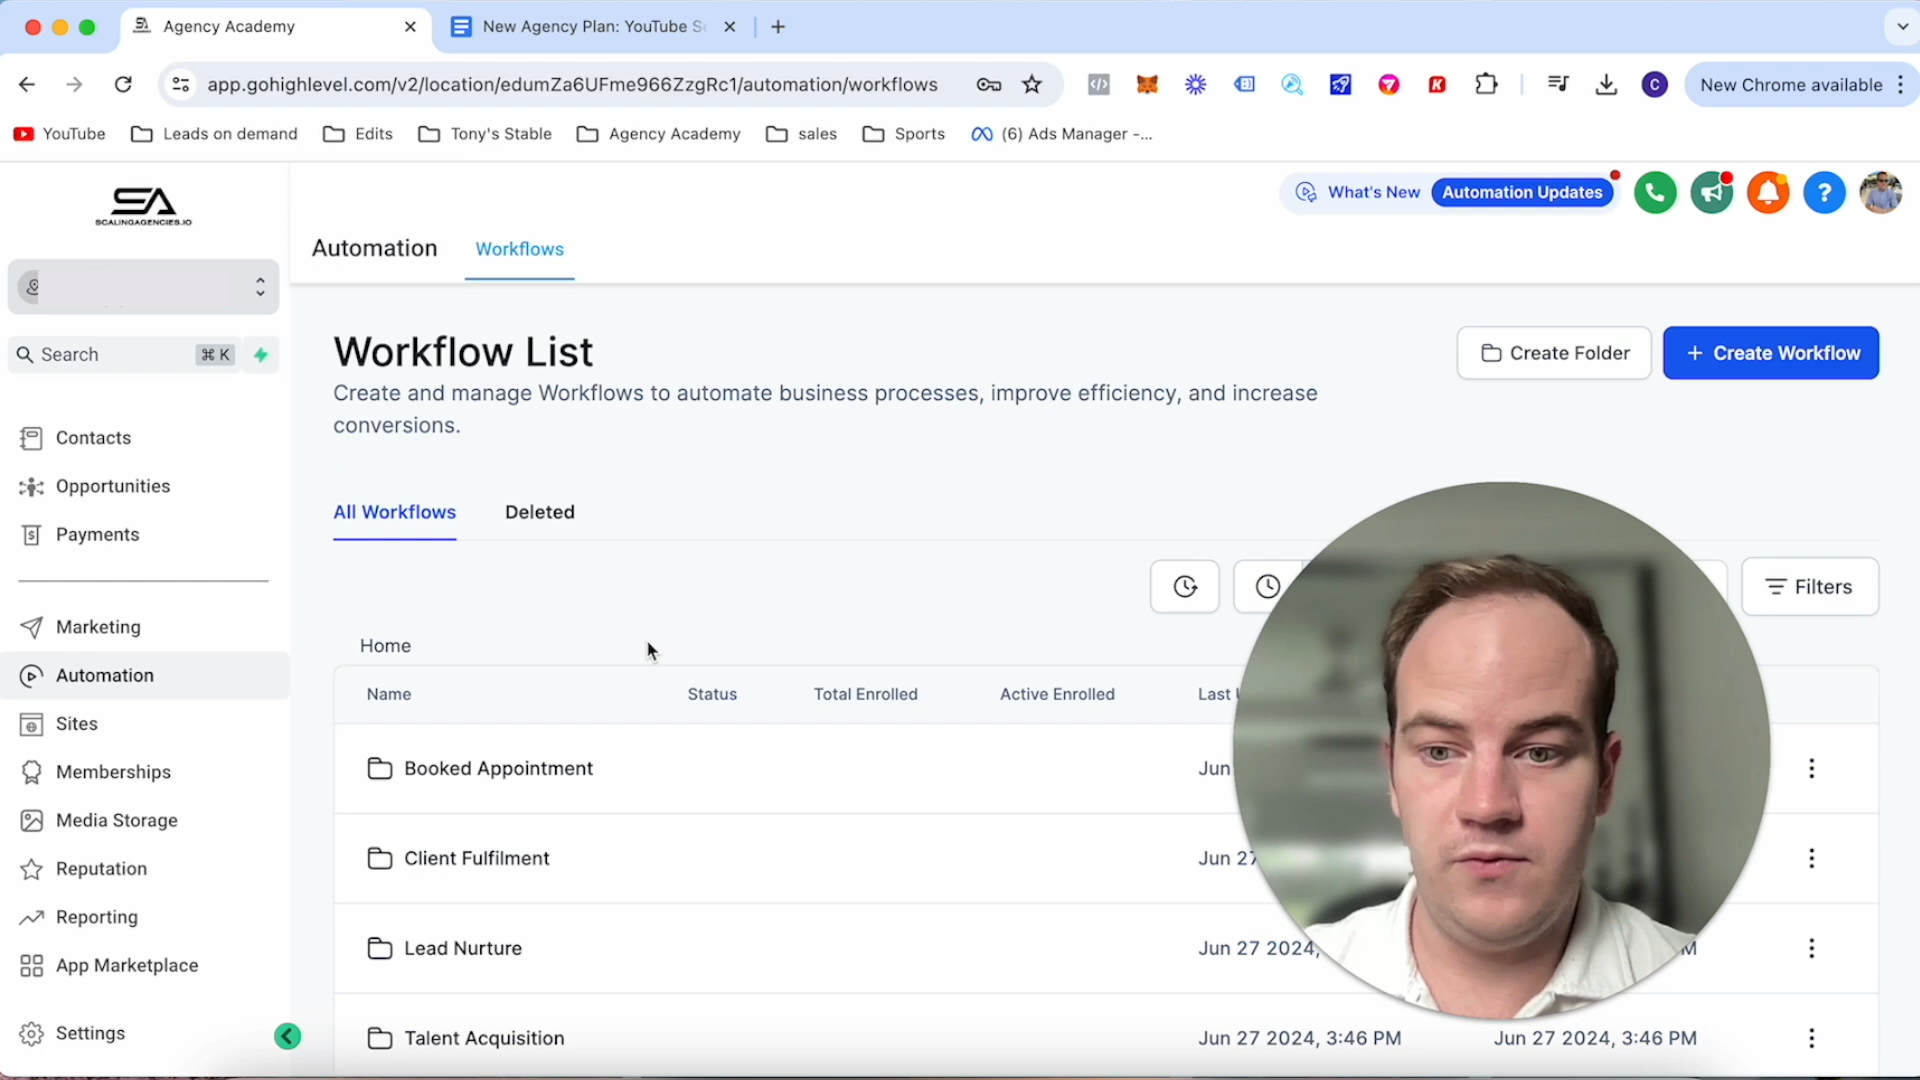 Agency Academy
New Agency Plan: YouTube S
app.gohighlevel.com/v2/location/edumZa6UFme966ZzgRc1/automation/workflows
New Chrome available
YouTube
Leads on demand
Edits
Tony's Stable
Agency Academy
sales
Sports
(6) Ads Manager -...
SA
SCALINGAGENCIES.IO
What's New
Automation Updates
Automation
Workflows
Search
⌘ K
Workflow List
Create Folder
+ Create Workflow
Create and manage Workflows to automate business processes, improve efficiency, and increase
conversions.
Contacts
Opportunities
Payments
All Workflows
Deleted
Filters
Marketing
Automation
Sites
Memberships
Media Storage
Reputation
Reporting
App Marketplace
Settings
Home
Name
Status
Total Enrolled
Active Enrolled
Last
Booked Appointment
Jun
Client Fulfilment
Jun 27
Lead Nurture
Jun 27 2024,
M
Talent Acquisition
Jun 27 2024, 3:46 PM
Jun 27 2024, 3:46 PM